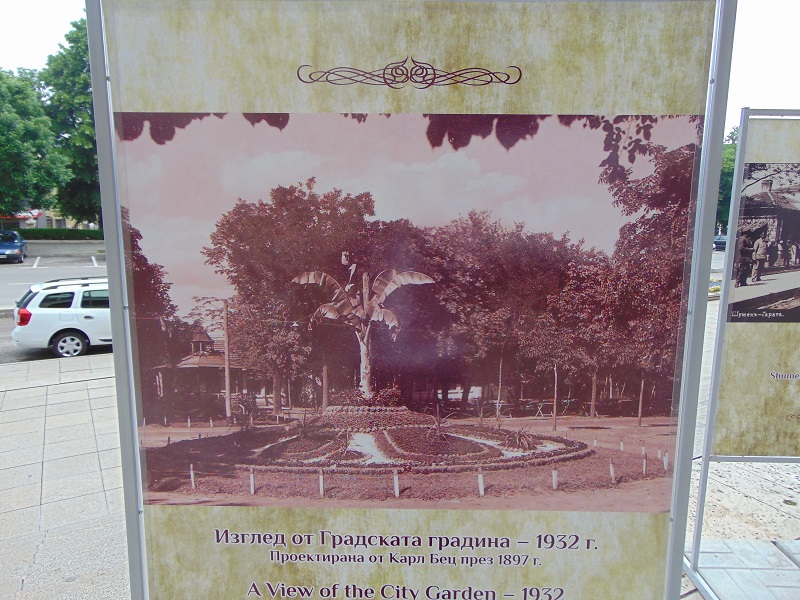 Изглед от Градската градина – 1932 г.
Проектирана от Карл Бец през 1897 г.
A View of the City Garden – 1932
Шуменъ–Гарата.
Shume